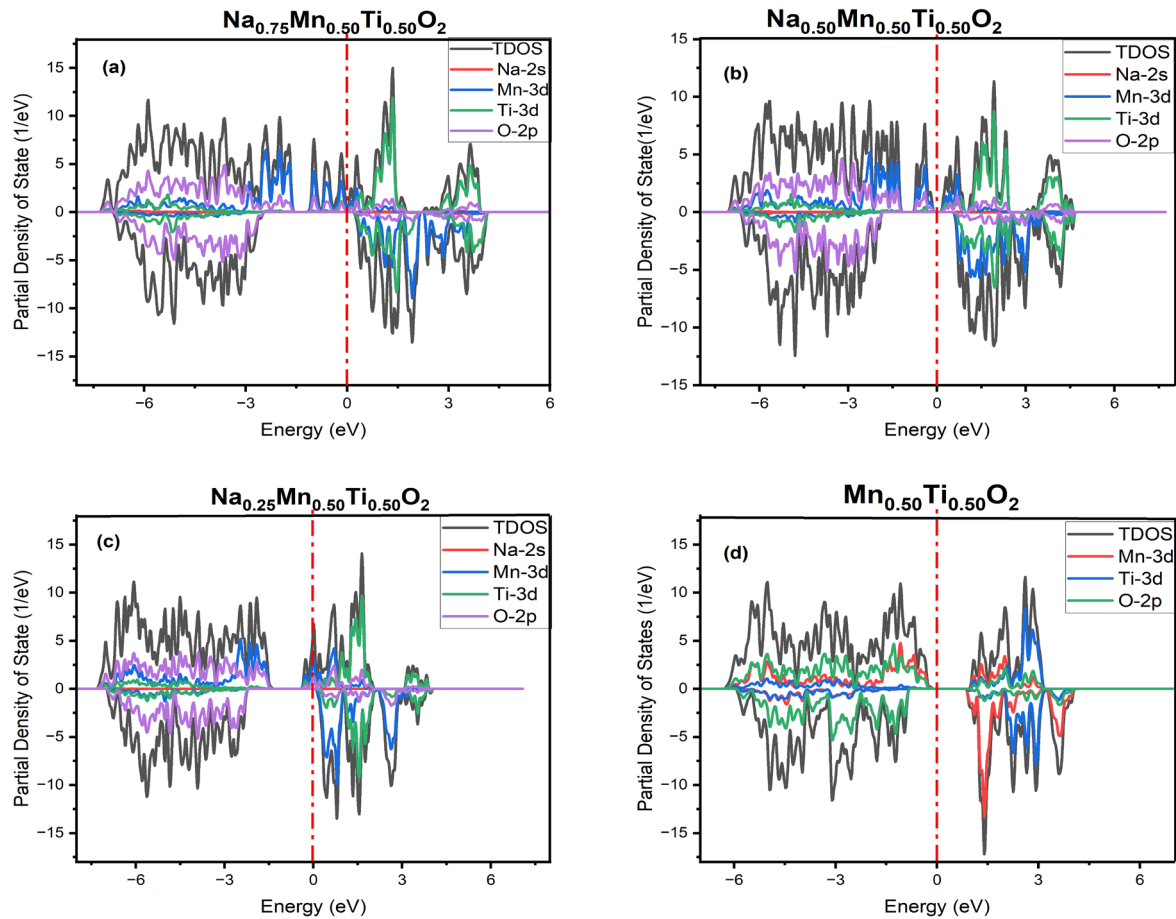 Na0.75Mn0.50Ti0.50O2
(a)
TDOS
Na-2s
Mn-3d
Ti-3d
O-2p
15
10
5
0
−5
−10
−15
Partial Density of State (1/eV)
−6
−3
0
3
6
Energy (eV)
Na0.50Mn0.50Ti0.50O2
(b)
TDOS
Na-2s
Mn-3d
Ti-3d
O-2p
15
10
5
0
−5
−10
−15
Partial Density of State(1/eV)
−6
−3
0
3
6
Energy (eV)
Na0.25Mn0.50Ti0.50O2
(c)
TDOS
Na-2s
Mn-3d
Ti-3d
O-2p
15
10
5
0
−5
−10
−15
Partial Density of State (1/eV)
−6
−3
0
3
6
Energy (eV)
Mn0.50Ti0.50O2
(d)
TDOS
Mn-3d
Ti-3d
O-2p
15
10
5
0
−5
−10
−15
Partial Density of States (1/eV)
−6
−3
0
3
6
Energy (eV)